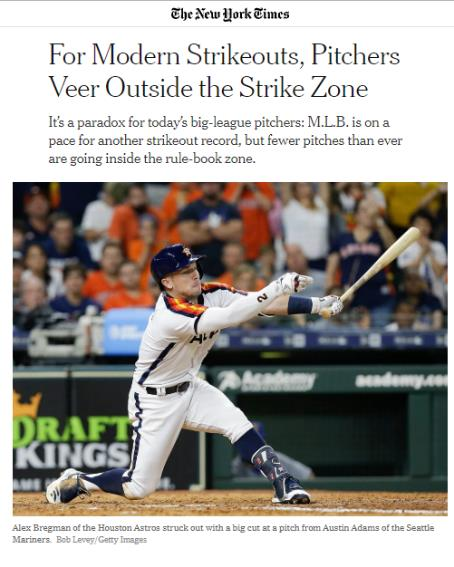 The New York Times
For Modern Strikeouts, Pitchers
Veer Outside the Strike Zone
It's a paradox for today's big-league pitchers: M.L.B. is on a
pace for another strikeout record, but fewer pitches than ever
are going inside the rule-book zone.
2
Academy
academy.com
DRAFT
KINGS
Alex Bregman of the Houston Astros struck out with a big cut at a pitch from Austin Adams of the Seattle
Mariners. Bob Levey/Getty Images